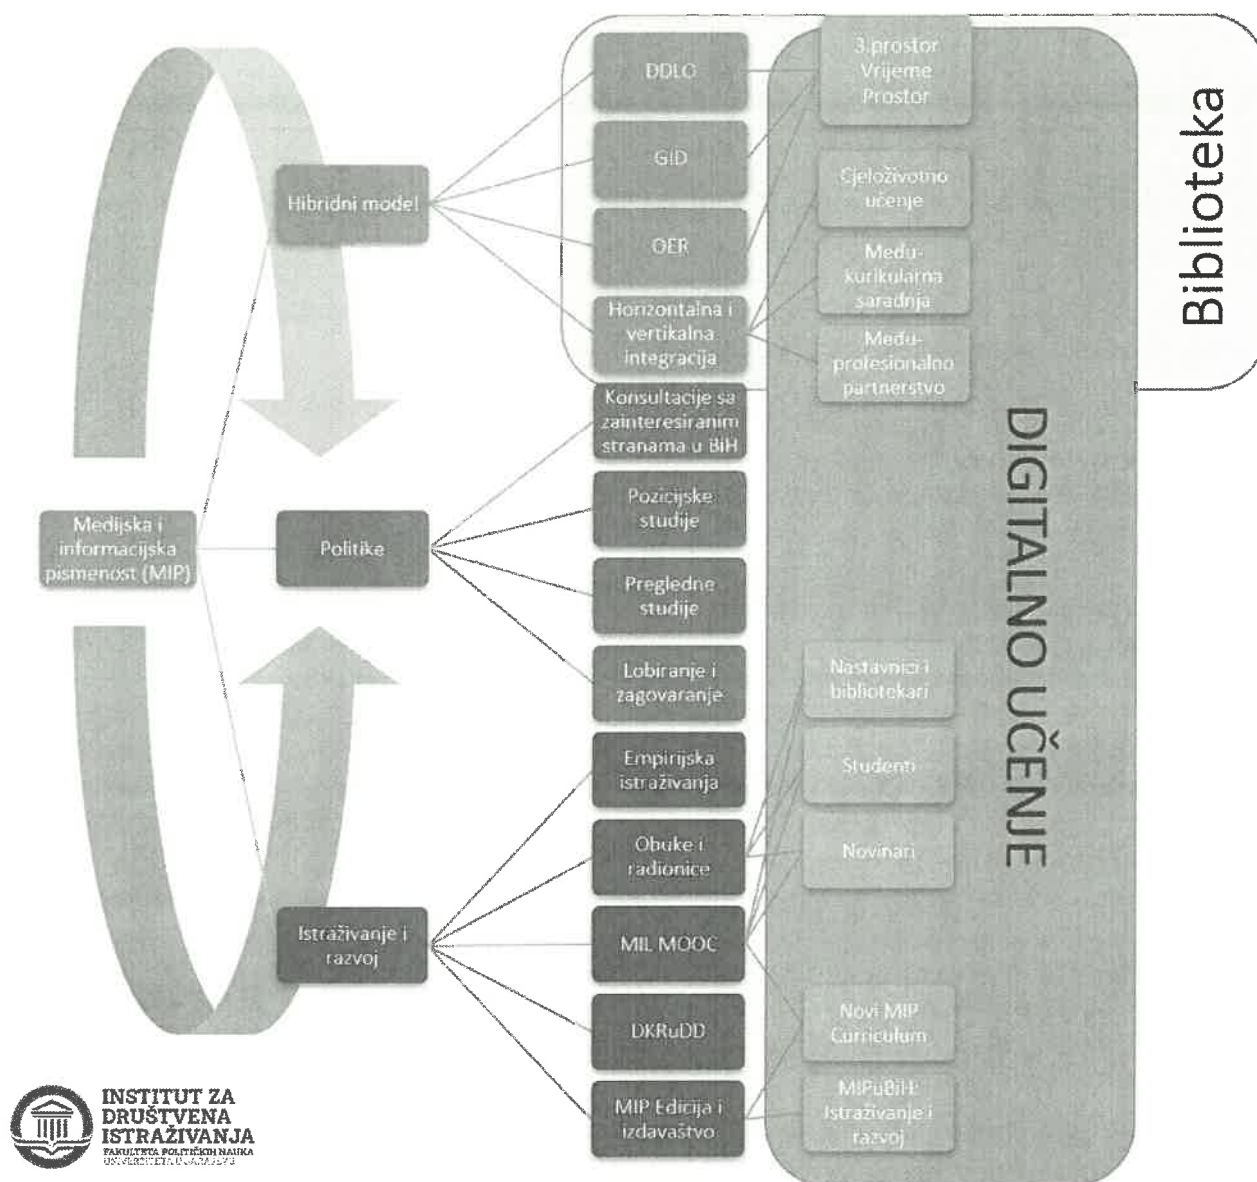 DDLO
3.prostor
Vrijeme
Prostor
Biblioteka
GID
Hibridni model
Cjeloživotno
učenje
OER
Među-
kurikularna
saradnja
Horizontalna i
vertikalna
integracija
Među-
profesionalno
partnerstvo
Konsultacije sa
zainteresiranim
stranama u BiH
DIGITALNO UČENJE
Pozicijske
studije
Medijska i
informacijska
pismenost (MIP)
Politike
Pregledne
studije
Lobiranje i
zagovaranje
Nastavnici i
bibliotekari
Empirijska
istraživanja
Studenti
Obuke i
radionice
Novinari
Istraživanje i
razvoj
MIL MOOC
DKRuDD
Novi MIP
Curriculum
MIP Edicija i
izdavaštvo
MIPuBiH:
Istraživanje i
razvoj
INSTITUT ZA
DRUŠTVENA
ISTRAŽIVANJA
FAKULTETA POLITIČKIH NAUKA
UNIVERZITETA U SARAJEVU